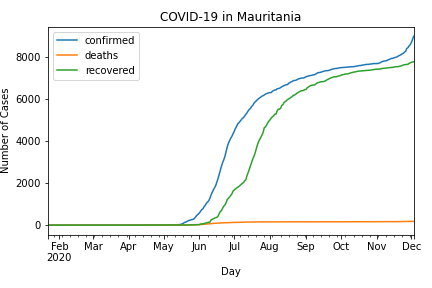 COVID-19 in Mauritania
confirmed
deaths
recovered
Number of Cases
8000
6000
4000
2000
0
Feb Mar Apr May Jun Jul Aug Sep Oct Nov Dec
2020
Day